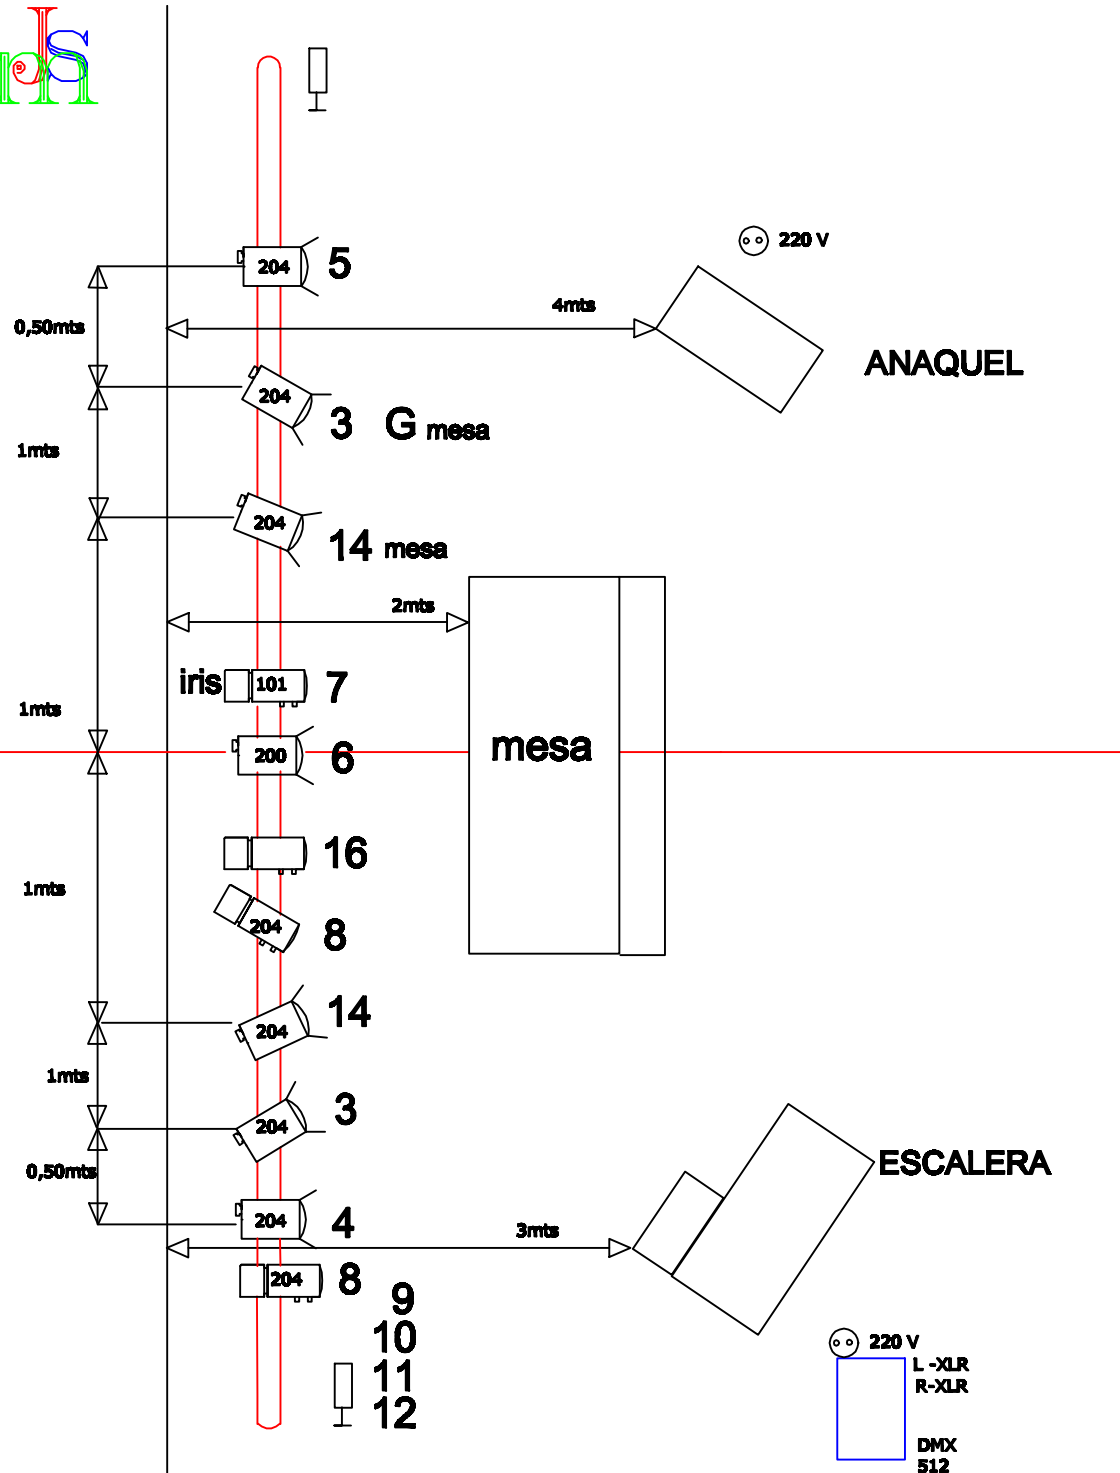 JS
m
220 V
204 5
4mts
0,50mts
ANAQUEL
204
3 G mesa
1mts
204
14 mesa
2mts
iris 101 7
1mts
mesa
200 6
16
1mts
204 8
14
204
1mts
3
204
ESCALERA
0,50mts
204 4
3mts
204 8
9
10
220 V
L -XLR
11
R-XLR
12
DMX
512